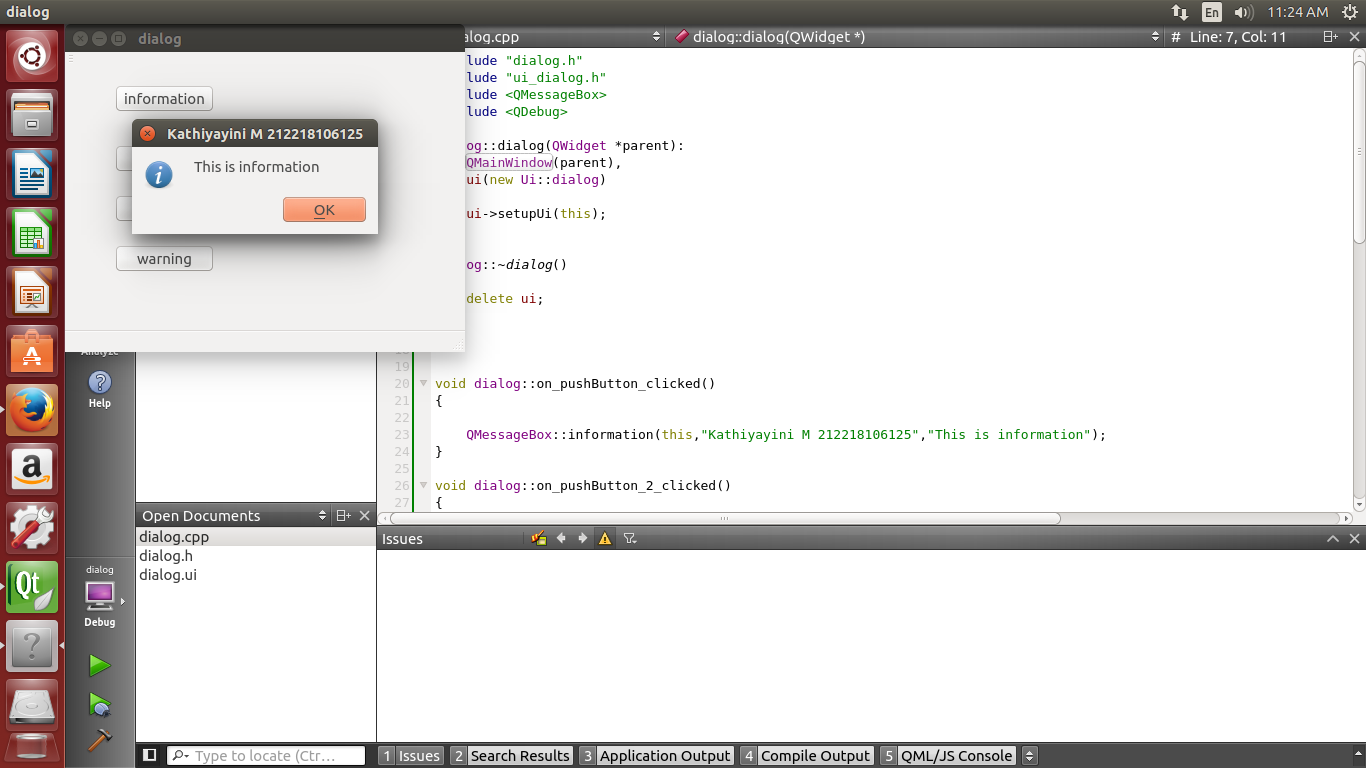 dialog
En
11:24 AM
dialog
information
Kathiyayini M 212218106125
This is information
OK
warning
alog.cpp
dialog::dialog(QWidget *)
# Line: 7, Col: 11
lude "dialog.h"
lude "ui_dialog.h"
lude <QMessageBox>
lude <QDebug>
og::dialog(QWidget *parent):
QMainWindow(parent),
ui(new Ui::dialog)
ui->setupUi(this);
og::~dialog()
delete ui;
19
20 void dialog::on_pushButton_clicked()
21 {
22
23 QMessageBox::information(this,"Kathiyayini M 212218106125","This is information");
24 }
25
26 void dialog::on_pushButton_2_clicked()
27 {
Analyze
Help
dialog
Debug
Open Documents
dialog.cpp
dialog.h
dialog.ui
Issues
Qt
Type to locate (Ctr...
1 Issues
2 Search Results
3 Application Output
4 Compile Output
5 QML/JS Console